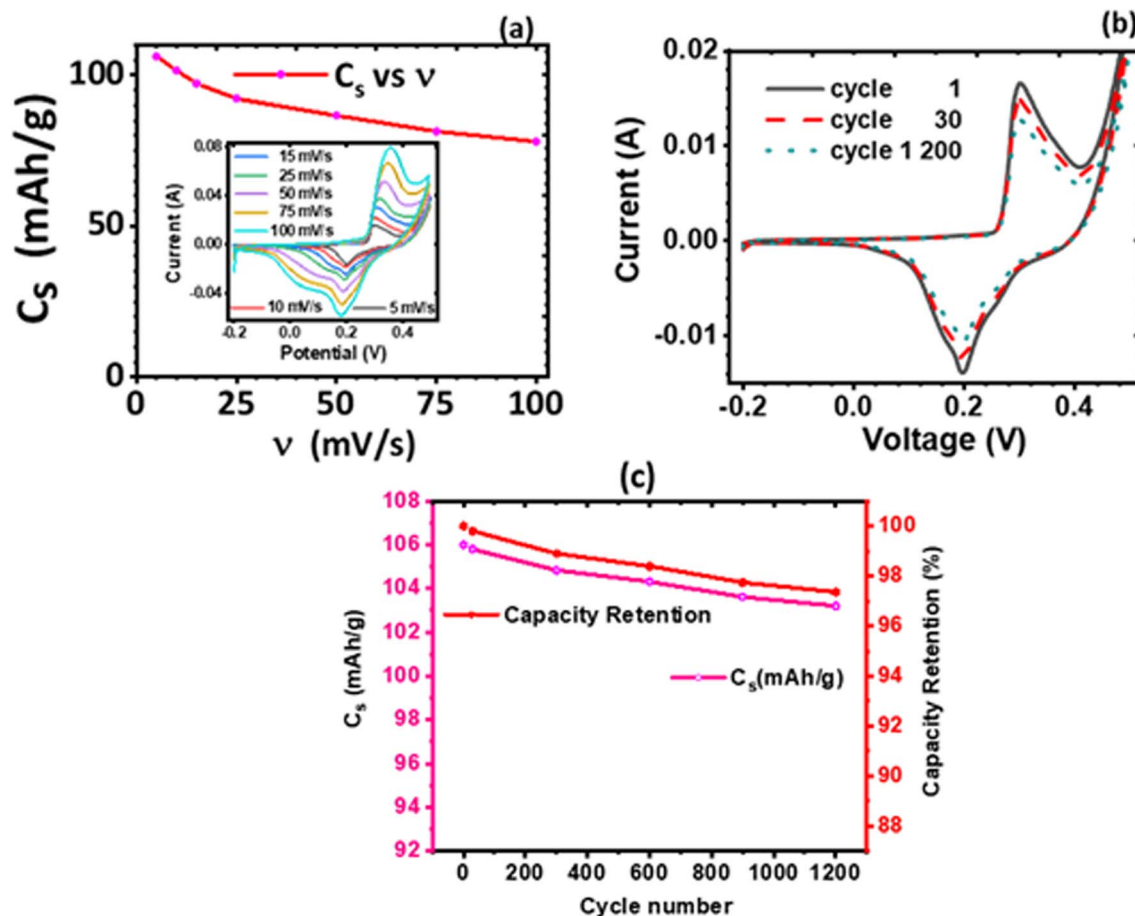 (a)
C_s (mAh/g)
100
50
0
C_s vs ν
0.08
0.04
0.00
-0.04
Current (A)
15 mV/s
25 mV/s
50 mV/s
75 mV/s
100 mV/s
10 mV/s
5 mV/s
-0.2
0.0
0.2
0.4
Potential (V)
0
25
50
75
100
ν (mV/s)
(b)
Current (A)
0.02
0.01
0.00
-0.01
cycle 1
cycle 30
cycle 1 200
-0.2
0.0
0.2
0.4
Voltage (V)
(c)
C_s (mAh/g)
108
106
104
102
100
98
96
94
92
Capacity Retention
C_s(mAh/g)
100
98
96
94
92
90
88
Capacity Retention (%)
0
200
400
600
800
1000
1200
Cycle number